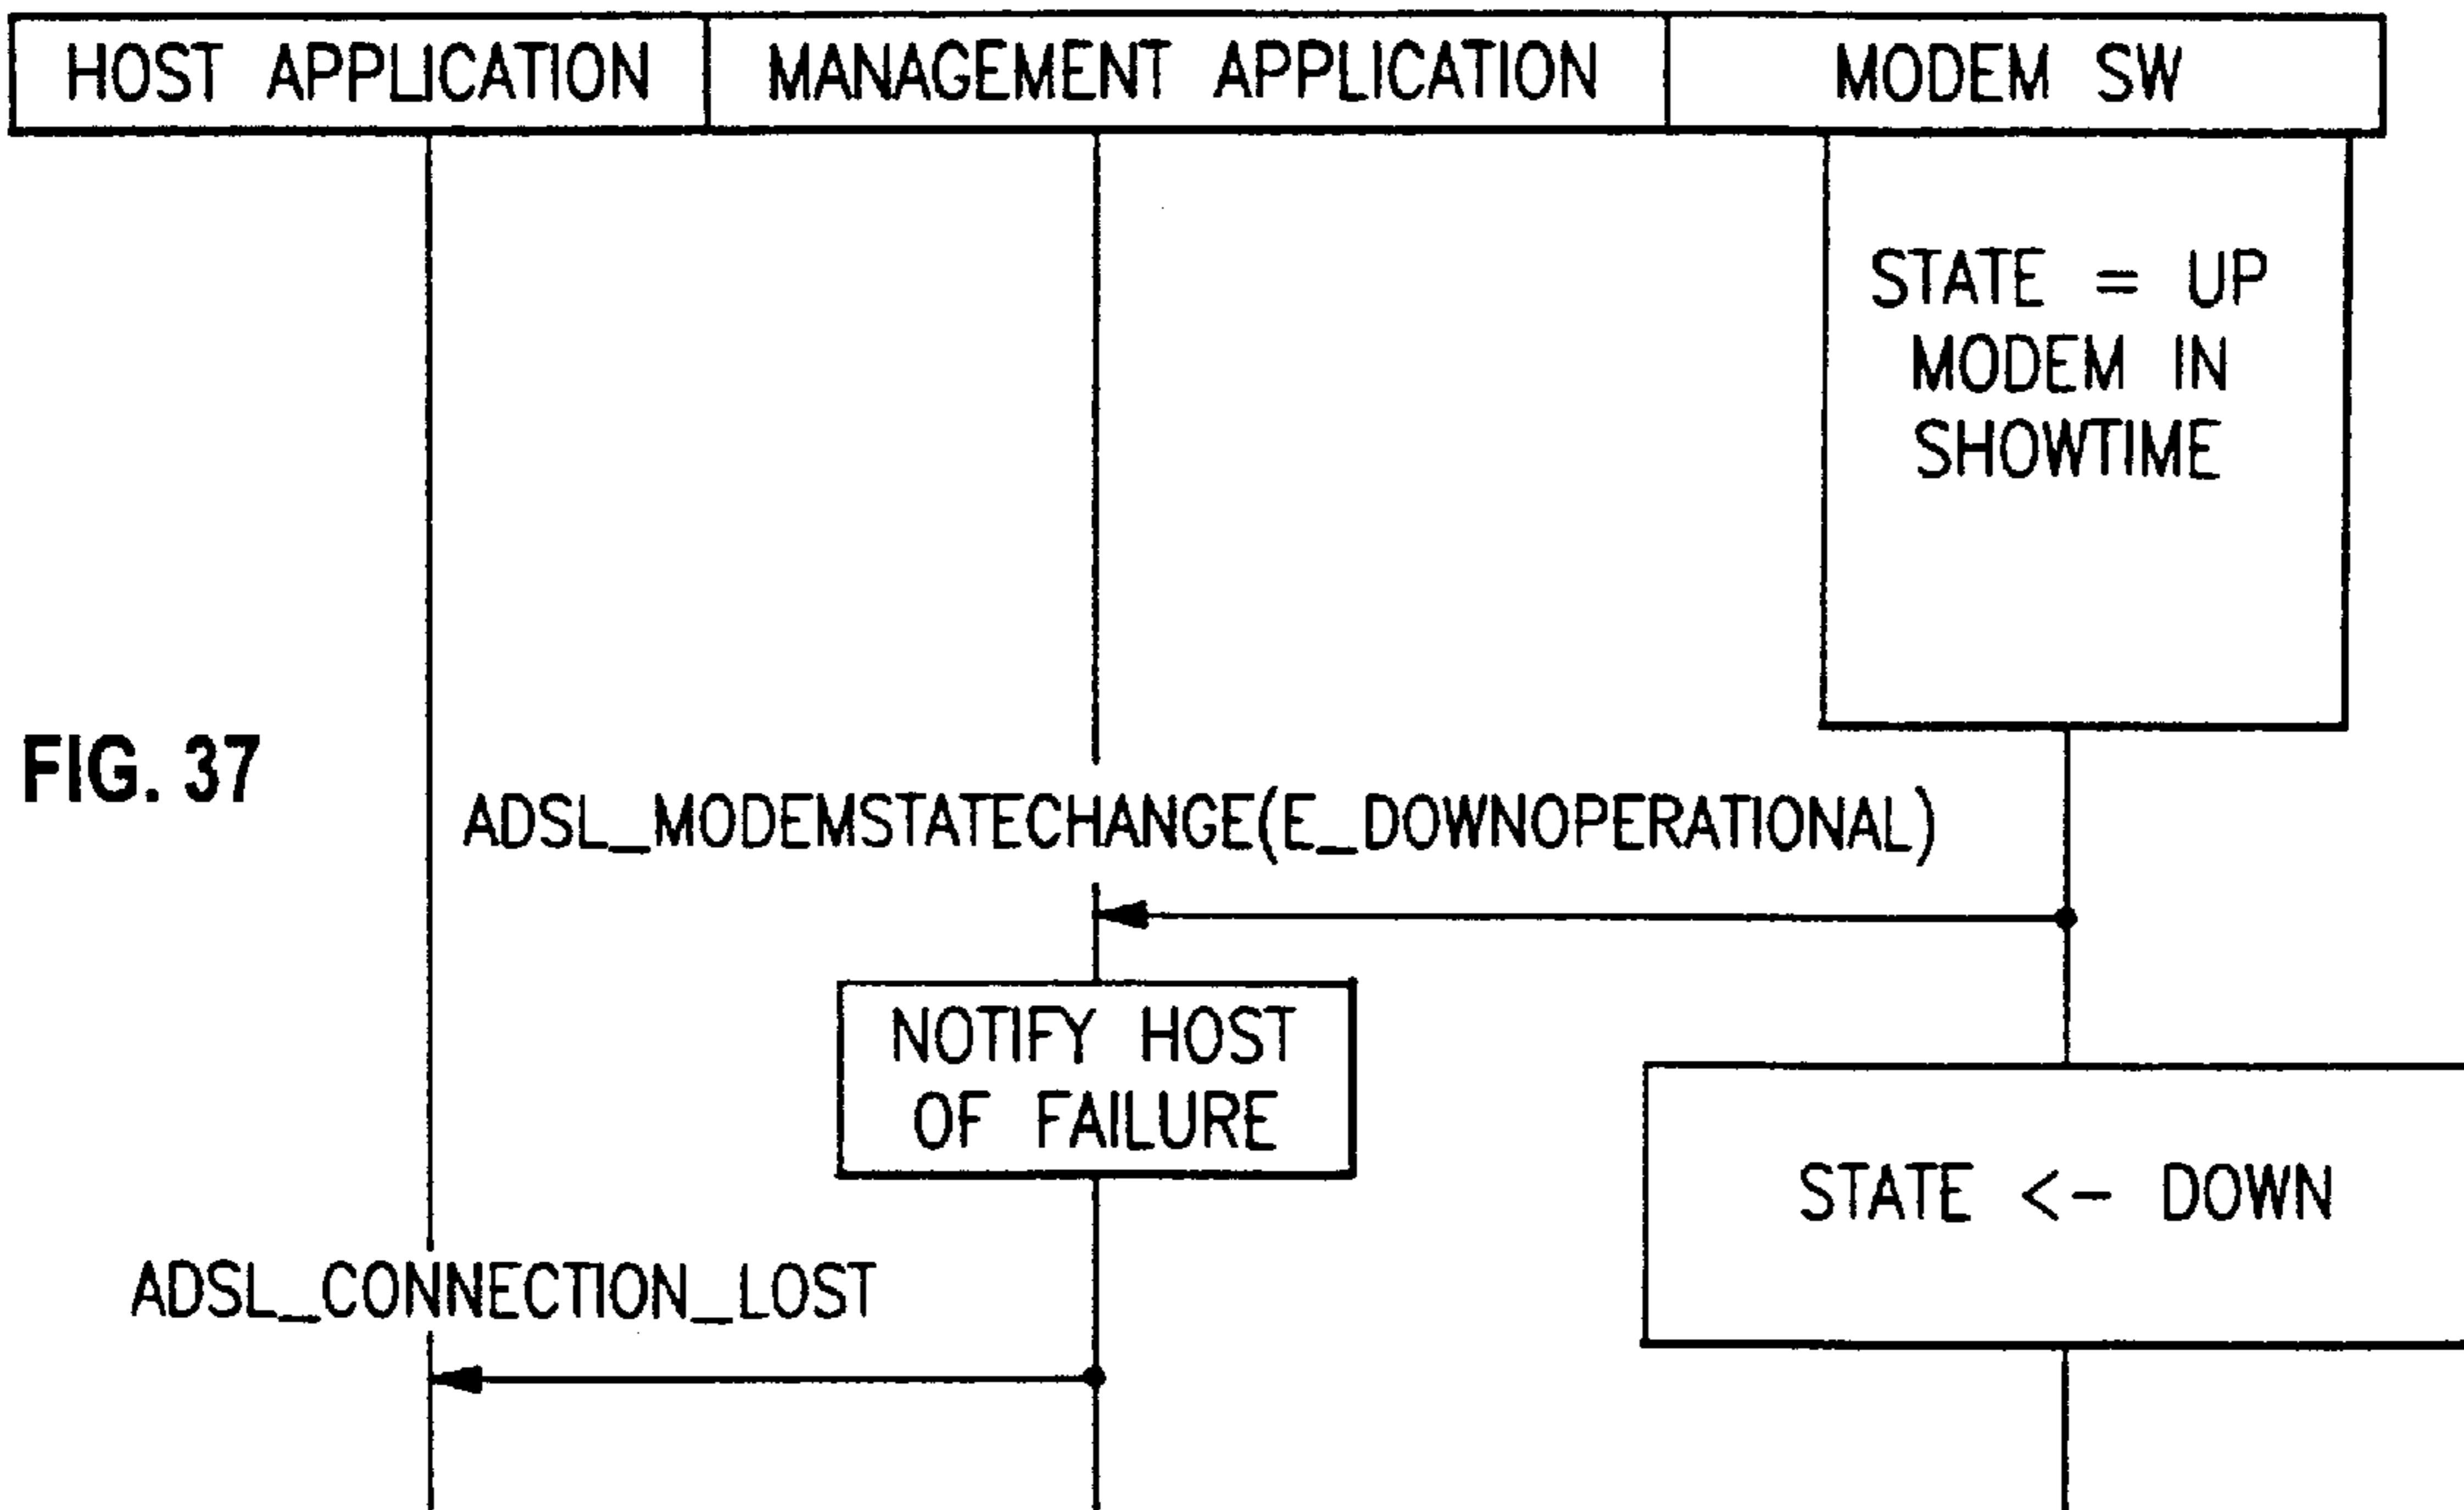 HOST APPLICATION
MANAGEMENT APPLICATION
MODEM SW
STATE = UP
MODEM IN
SHOWTIME
FIG. 37
ADSL_MODEMSTATECHANGE(E_DOWNOPERATIONAL)
NOTIFY HOST
OF FAILURE
STATE <- DOWN
ADSL_CONNECTION_LOST